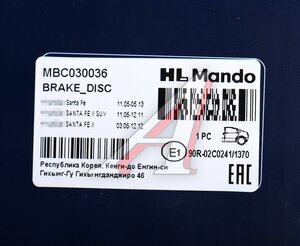 MBC030036
BRAKE_DISC
HL Mando
Santa Fe 11.05-05.13
SANTA FE II SUV 11.05-12.11
SANTA FE II 03.06-12.12
1 PC
E1 90R-02C0241/1370
Республика Корея, Кенги-до Енгин-си
Гихынг-Гу Гихынгданджиро 46
EAC